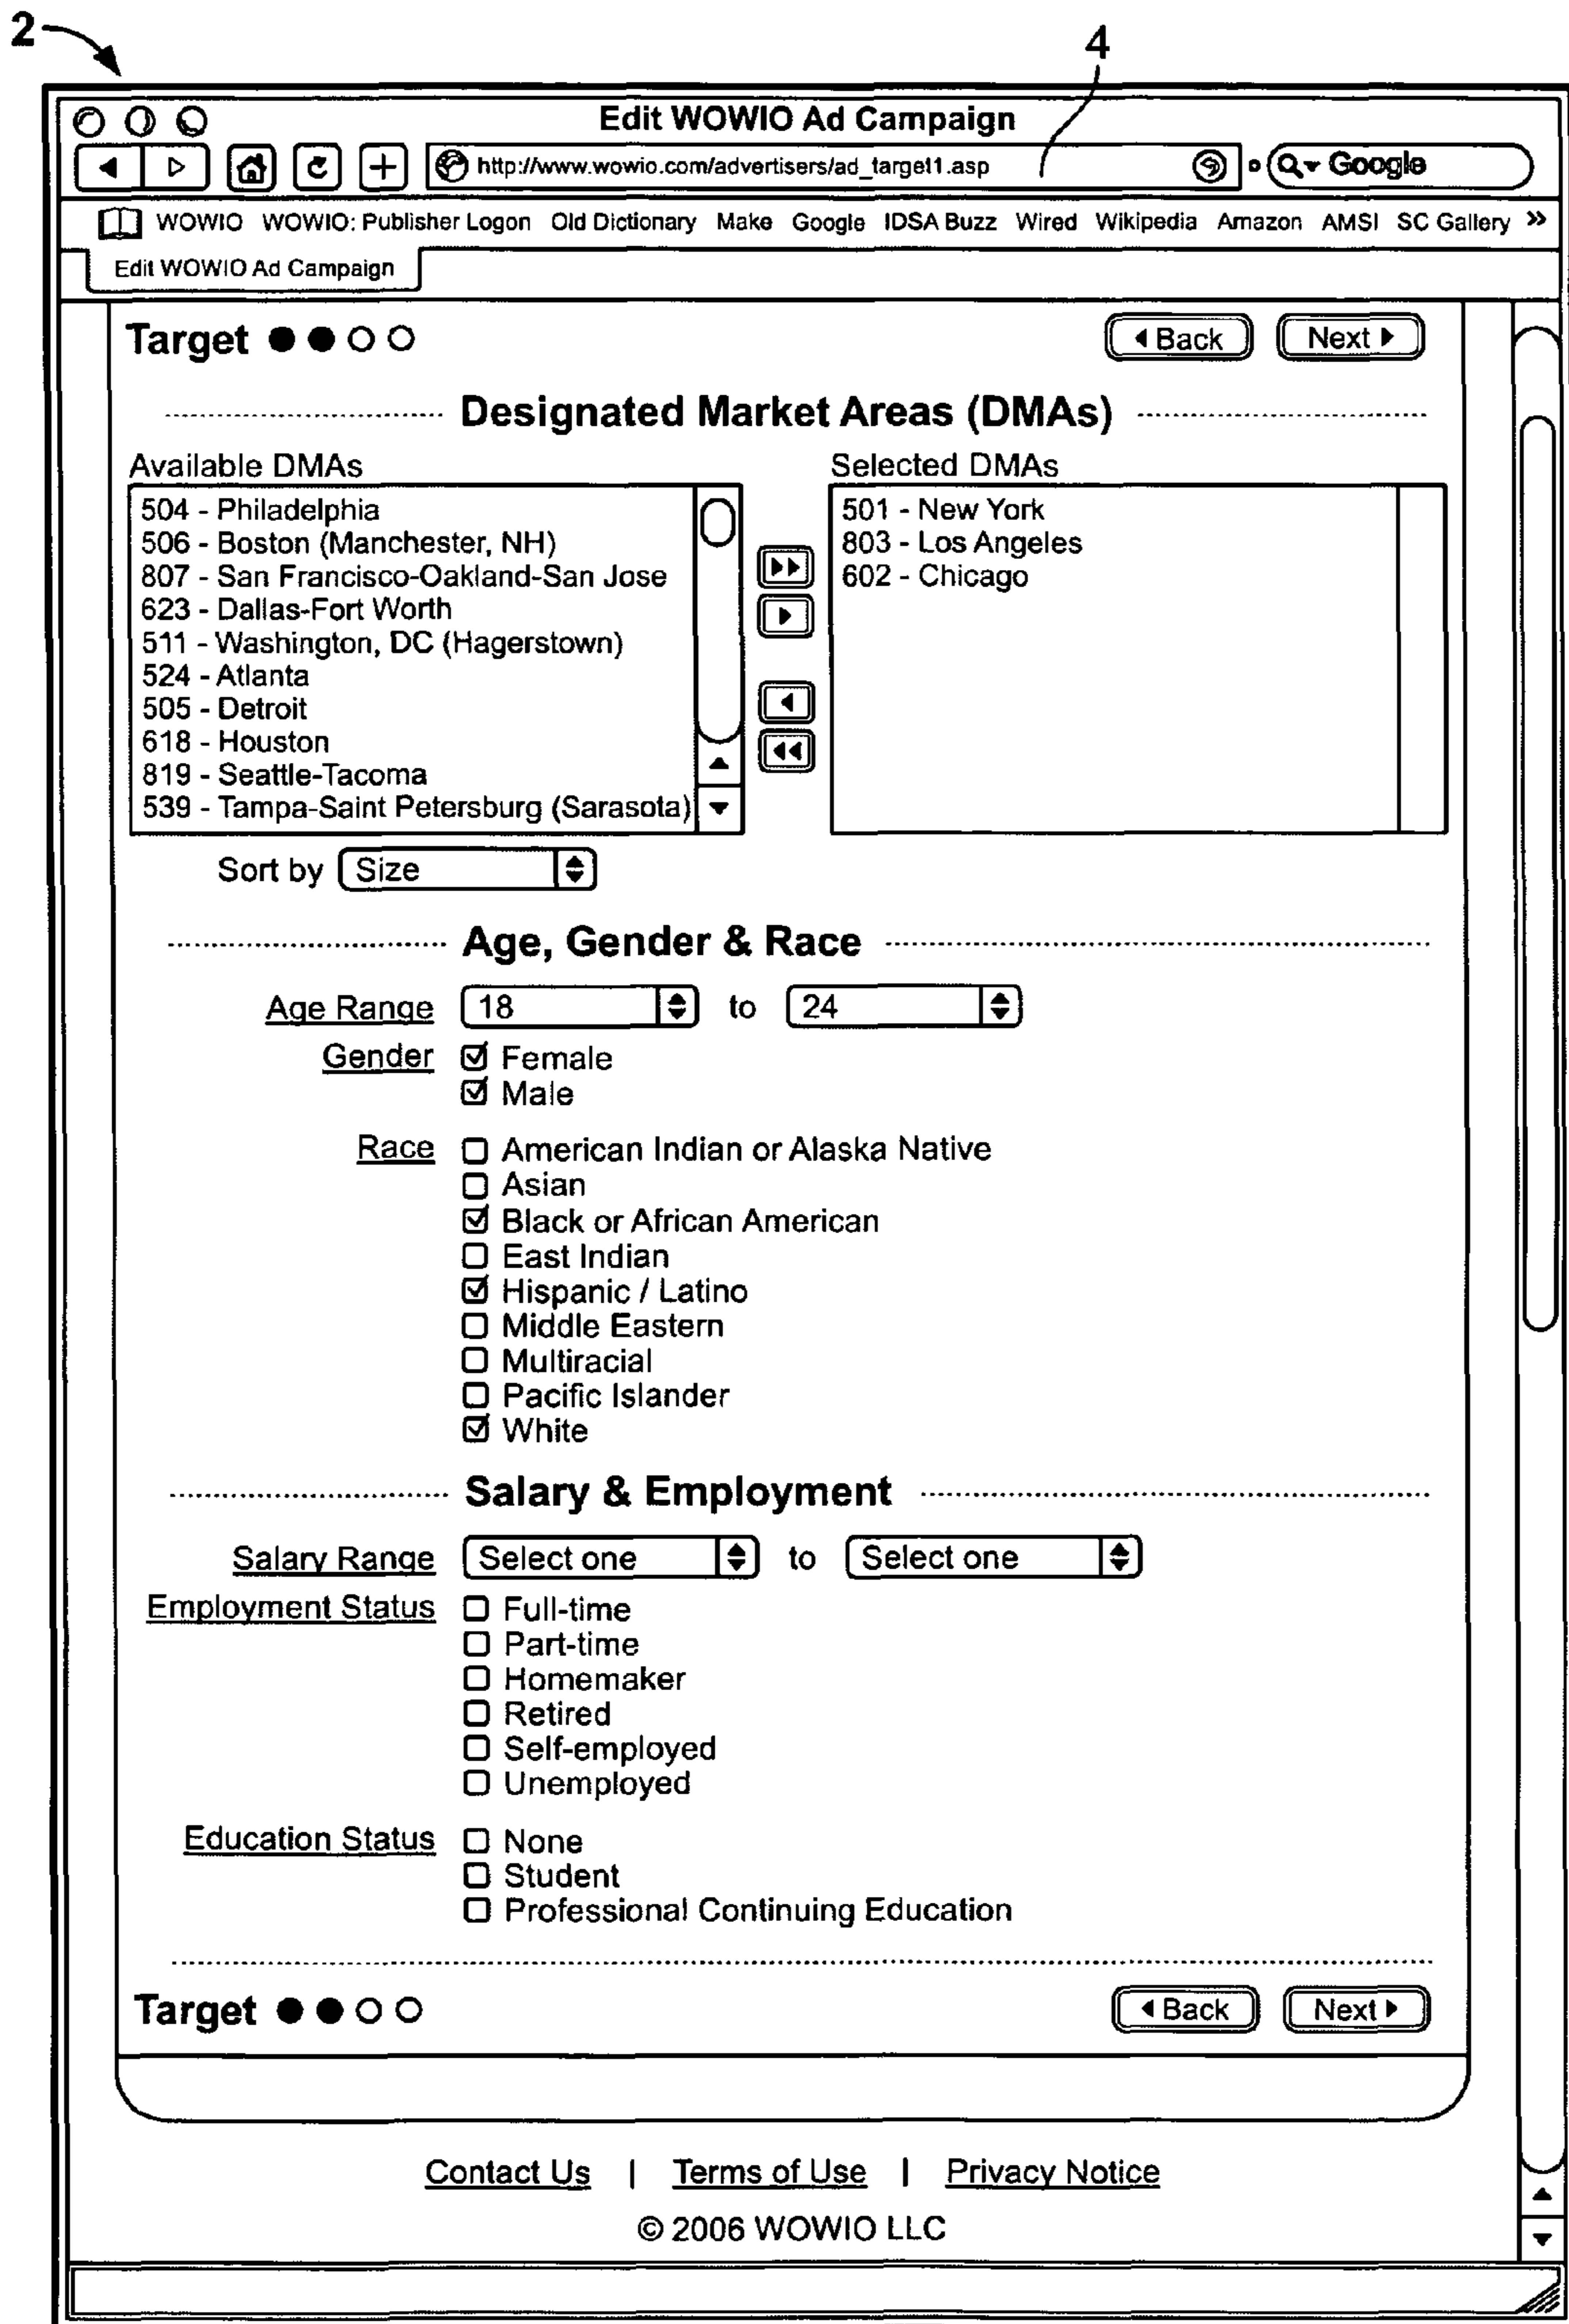 2
4
Edit WOWIO Ad Campaign
http://www.wowio.com/advertisers/ad_target1.asp Google
WOWIO WOWIO: Publisher Logon Old Dictionary Make Google IDSA Buzz Wired Wikipedia Amazon AMSI SC Gallery »
Edit WOWIO Ad Campaign
Target Back Next
Designated Market Areas (DMAs)
Available DMAs Selected DMAs
504 - Philadelphia 501 - New York
506 - Boston (Manchester, NH) 803 - Los Angeles
807 - San Francisco-Oakland-San Jose 602 - Chicago
623 - Dallas-Fort Worth
511 - Washington, DC (Hagerstown)
524 - Atlanta
505 - Detroit
618 - Houston
819 - Seattle-Tacoma
539 - Tampa-Saint Petersburg (Sarasota)
Sort by Size
Age, Gender & Race
Age Range 18 to 24
Gender Female
Male
Race American Indian or Alaska Native
Asian
Black or African American
East Indian
Hispanic / Latino
Middle Eastern
Multiracial
Pacific Islander
White
Salary & Employment
Salary Range Select one to Select one
Employment Status Full-time
Part-time
Homemaker
Retired
Self-employed
Unemployed
Education Status None
Student
Professional Continuing Education
Target Back Next
Contact Us | Terms of Use | Privacy Notice
© 2006 WOWIO LLC